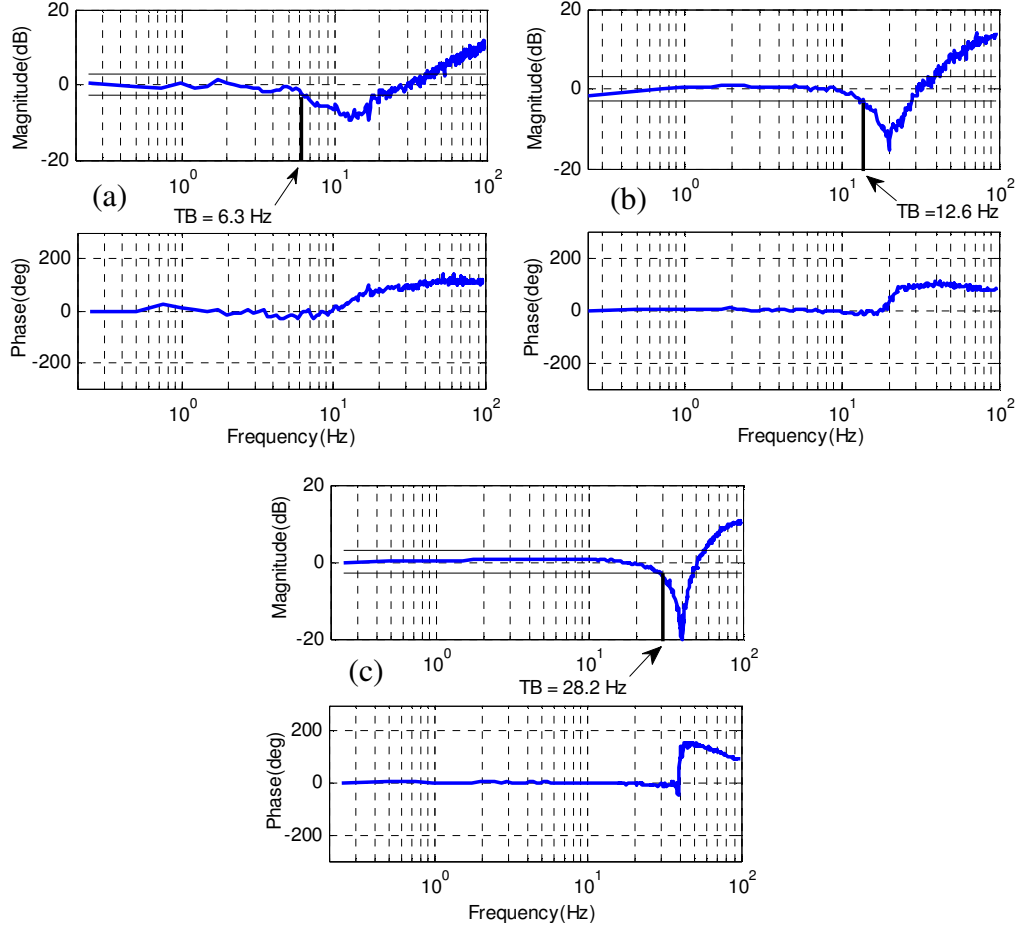 20
0
-20
Magnitude(dB)
10^0
10^1
10^2
(a)
TB = 6.3 Hz
200
0
-200
Phase(deg)
10^0
10^1
10^2
Frequency(Hz)
20
0
-20
Magnitude(dB)
10^0
10^1
10^2
(b)
TB =12.6 Hz
200
0
-200
Phase(deg)
10^0
10^1
10^2
Frequency(Hz)
20
0
-20
Magnitude(dB)
10^0
10^1
10^2
(c)
TB = 28.2 Hz
200
0
-200
Phase(deg)
10^0
10^1
10^2
Frequency(Hz)